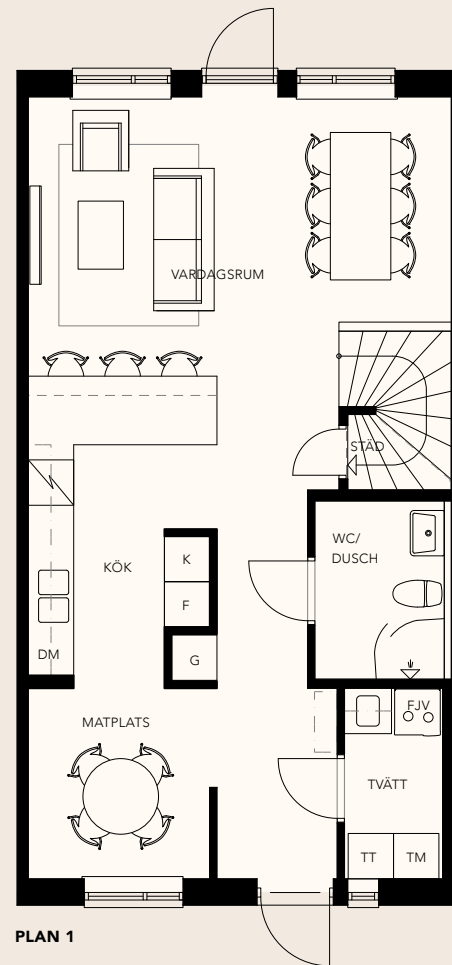 VARDAGSRUM
STÄD
WC/
DUSCH
K
KÖK
F
DM
G
FJV
MATPLATS
TVÄTT
TT TM
PLAN 1